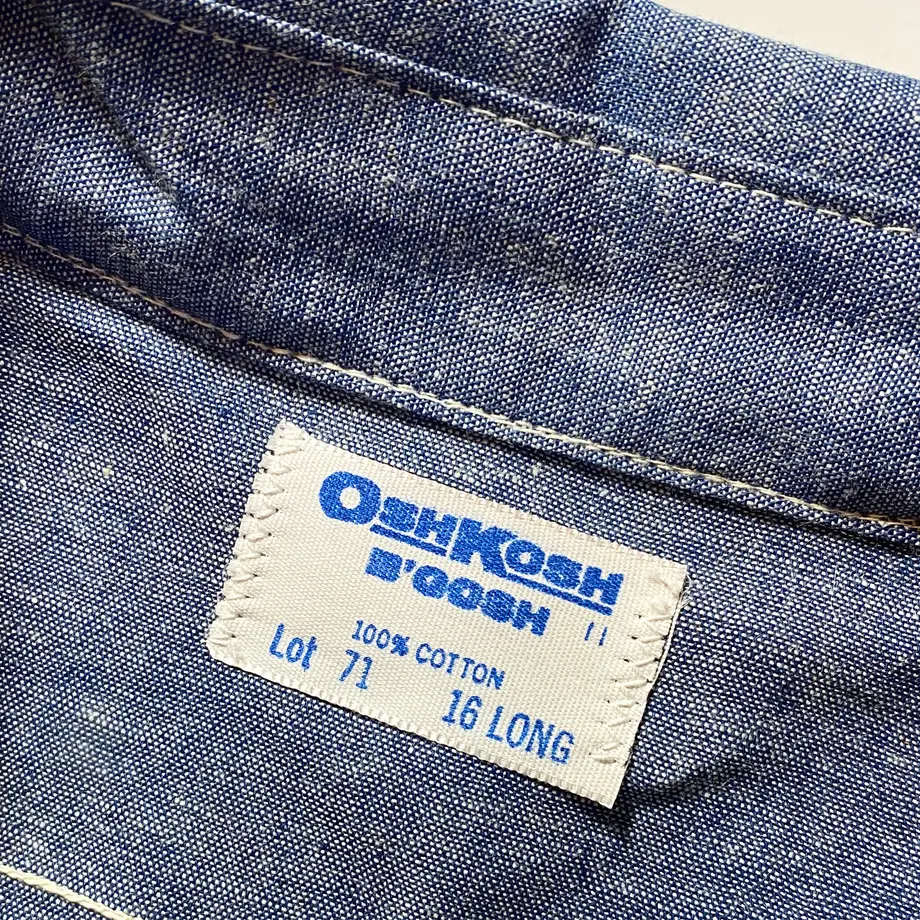 OSHKOSH
B'GOSH
11
100% COTTON
Lot 71
16 LONG